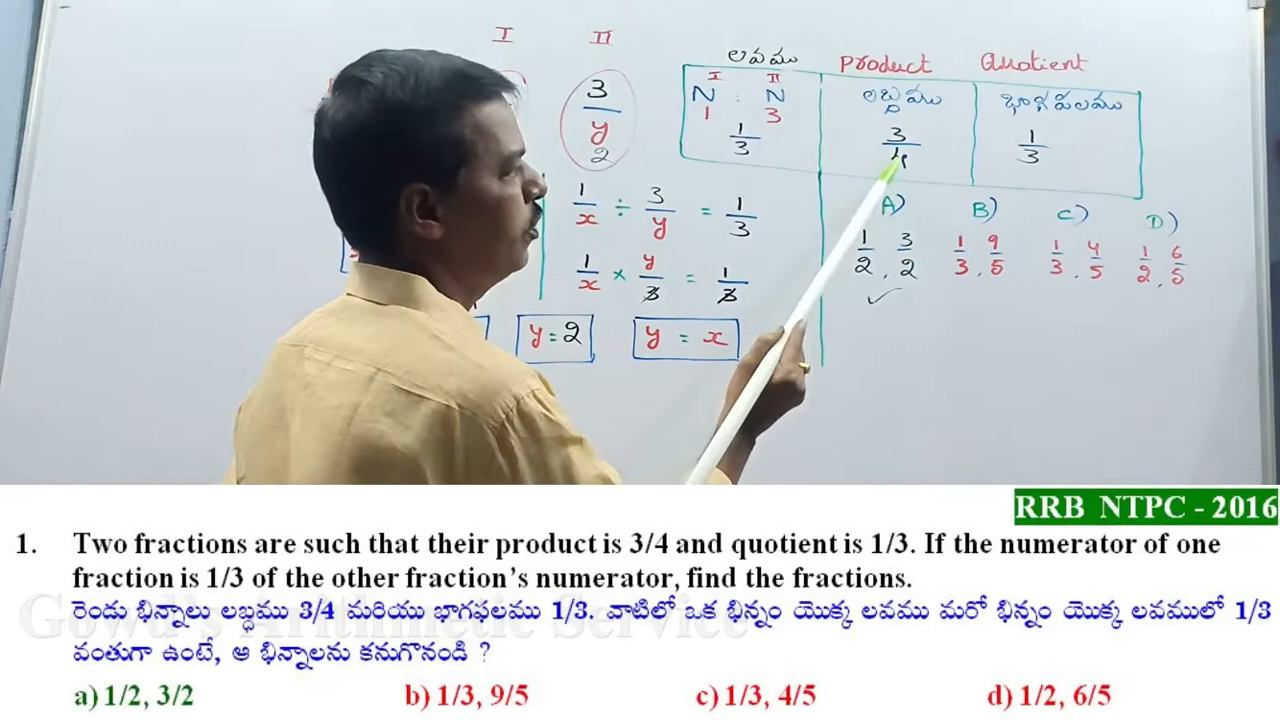 I II
లవము Product Quotient
I II
N : N లబ్ధము భాగఫలము
1 3
1/3 3/4 1/3
3/y
2
1/x ÷ 3/y = 1/3
1/x × y/3 = 1/3
y = 2 y = x
A) B) C) D)
1/2 , 3/2 1/3 , 9/5 1/3 , 4/5 1/2 , 6/5
RRB NTPC - 2016
1. Two fractions are such that their product is 3/4 and quotient is 1/3. If the numerator of one
fraction is 1/3 of the other fraction’s numerator, find the fractions.
రెండు భిన్నాలు లబ్ధము 3/4 మరియు భాగఫలము 1/3. వాటిలో ఒక భిన్నం యొక్క లవము మరో భిన్నం యొక్క లవములో 1/3
వంతుగా ఉంటే, ఆ భిన్నాలను కనుగొనండి ?
a) 1/2, 3/2 b) 1/3, 9/5 c) 1/3, 4/5 d) 1/2, 6/5
Gowd's Arithmetic Service